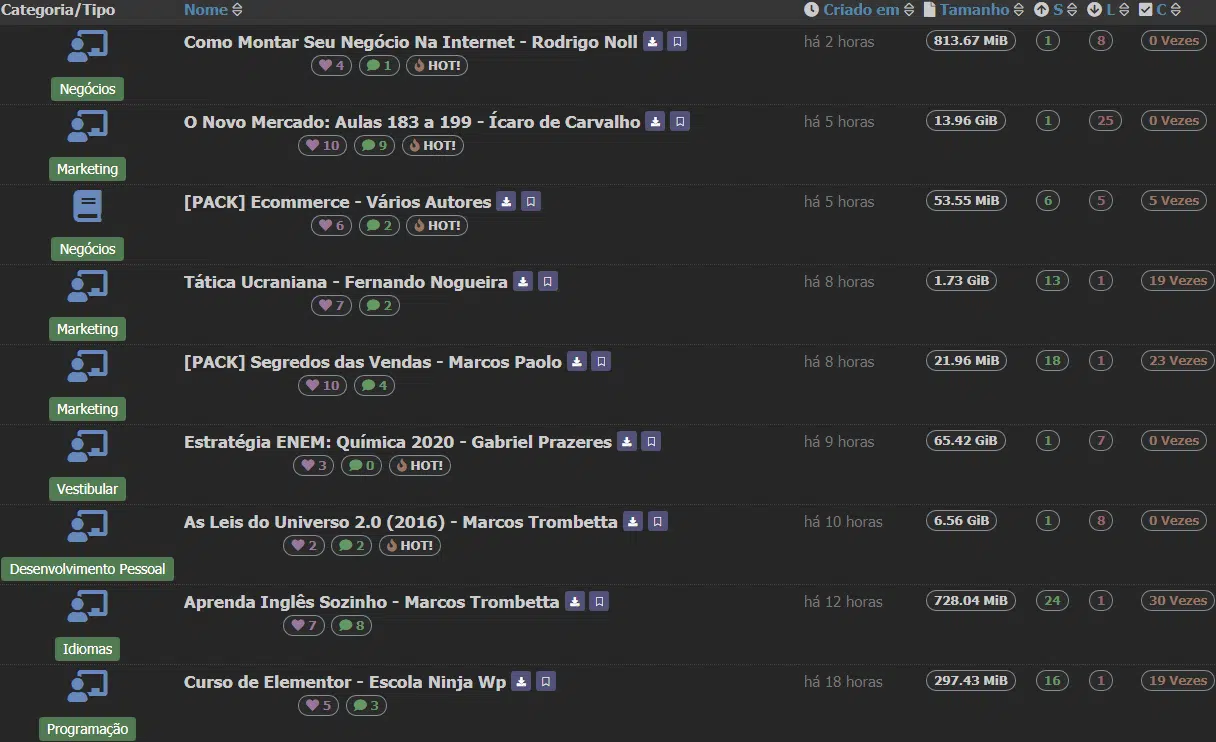 Categoria/Tipo Nome Criado em Tamanho S L C
Como Montar Seu Negócio Na Internet - Rodrigo Noll há 2 horas 813.67 MiB 1 8 0 Vezes
4 1 HOT!
Negócios
O Novo Mercado: Aulas 183 a 199 - Ícaro de Carvalho há 5 horas 13.96 GiB 1 25 0 Vezes
10 9 HOT!
Marketing
[PACK] Ecommerce - Vários Autores há 5 horas 53.55 MiB 6 5 5 Vezes
6 2 HOT!
Negócios
Tática Ucraniana - Fernando Nogueira há 8 horas 1.73 GiB 13 1 19 Vezes
7 2
Marketing
[PACK] Segredos das Vendas - Marcos Paolo há 8 horas 21.96 MiB 18 1 23 Vezes
10 4
Marketing
Estratégia ENEM: Química 2020 - Gabriel Prazeres há 9 horas 65.42 GiB 1 7 0 Vezes
3 0 HOT!
Vestibular
As Leis do Universo 2.0 (2016) - Marcos Trombetta há 10 horas 6.56 GiB 1 8 0 Vezes
2 2 HOT!
Desenvolvimento Pessoal
Aprenda Inglês Sozinho - Marcos Trombetta há 12 horas 728.04 MiB 24 1 30 Vezes
7 8
Idiomas
Curso de Elementor - Escola Ninja Wp há 18 horas 297.43 MiB 16 1 19 Vezes
5 3
Programação